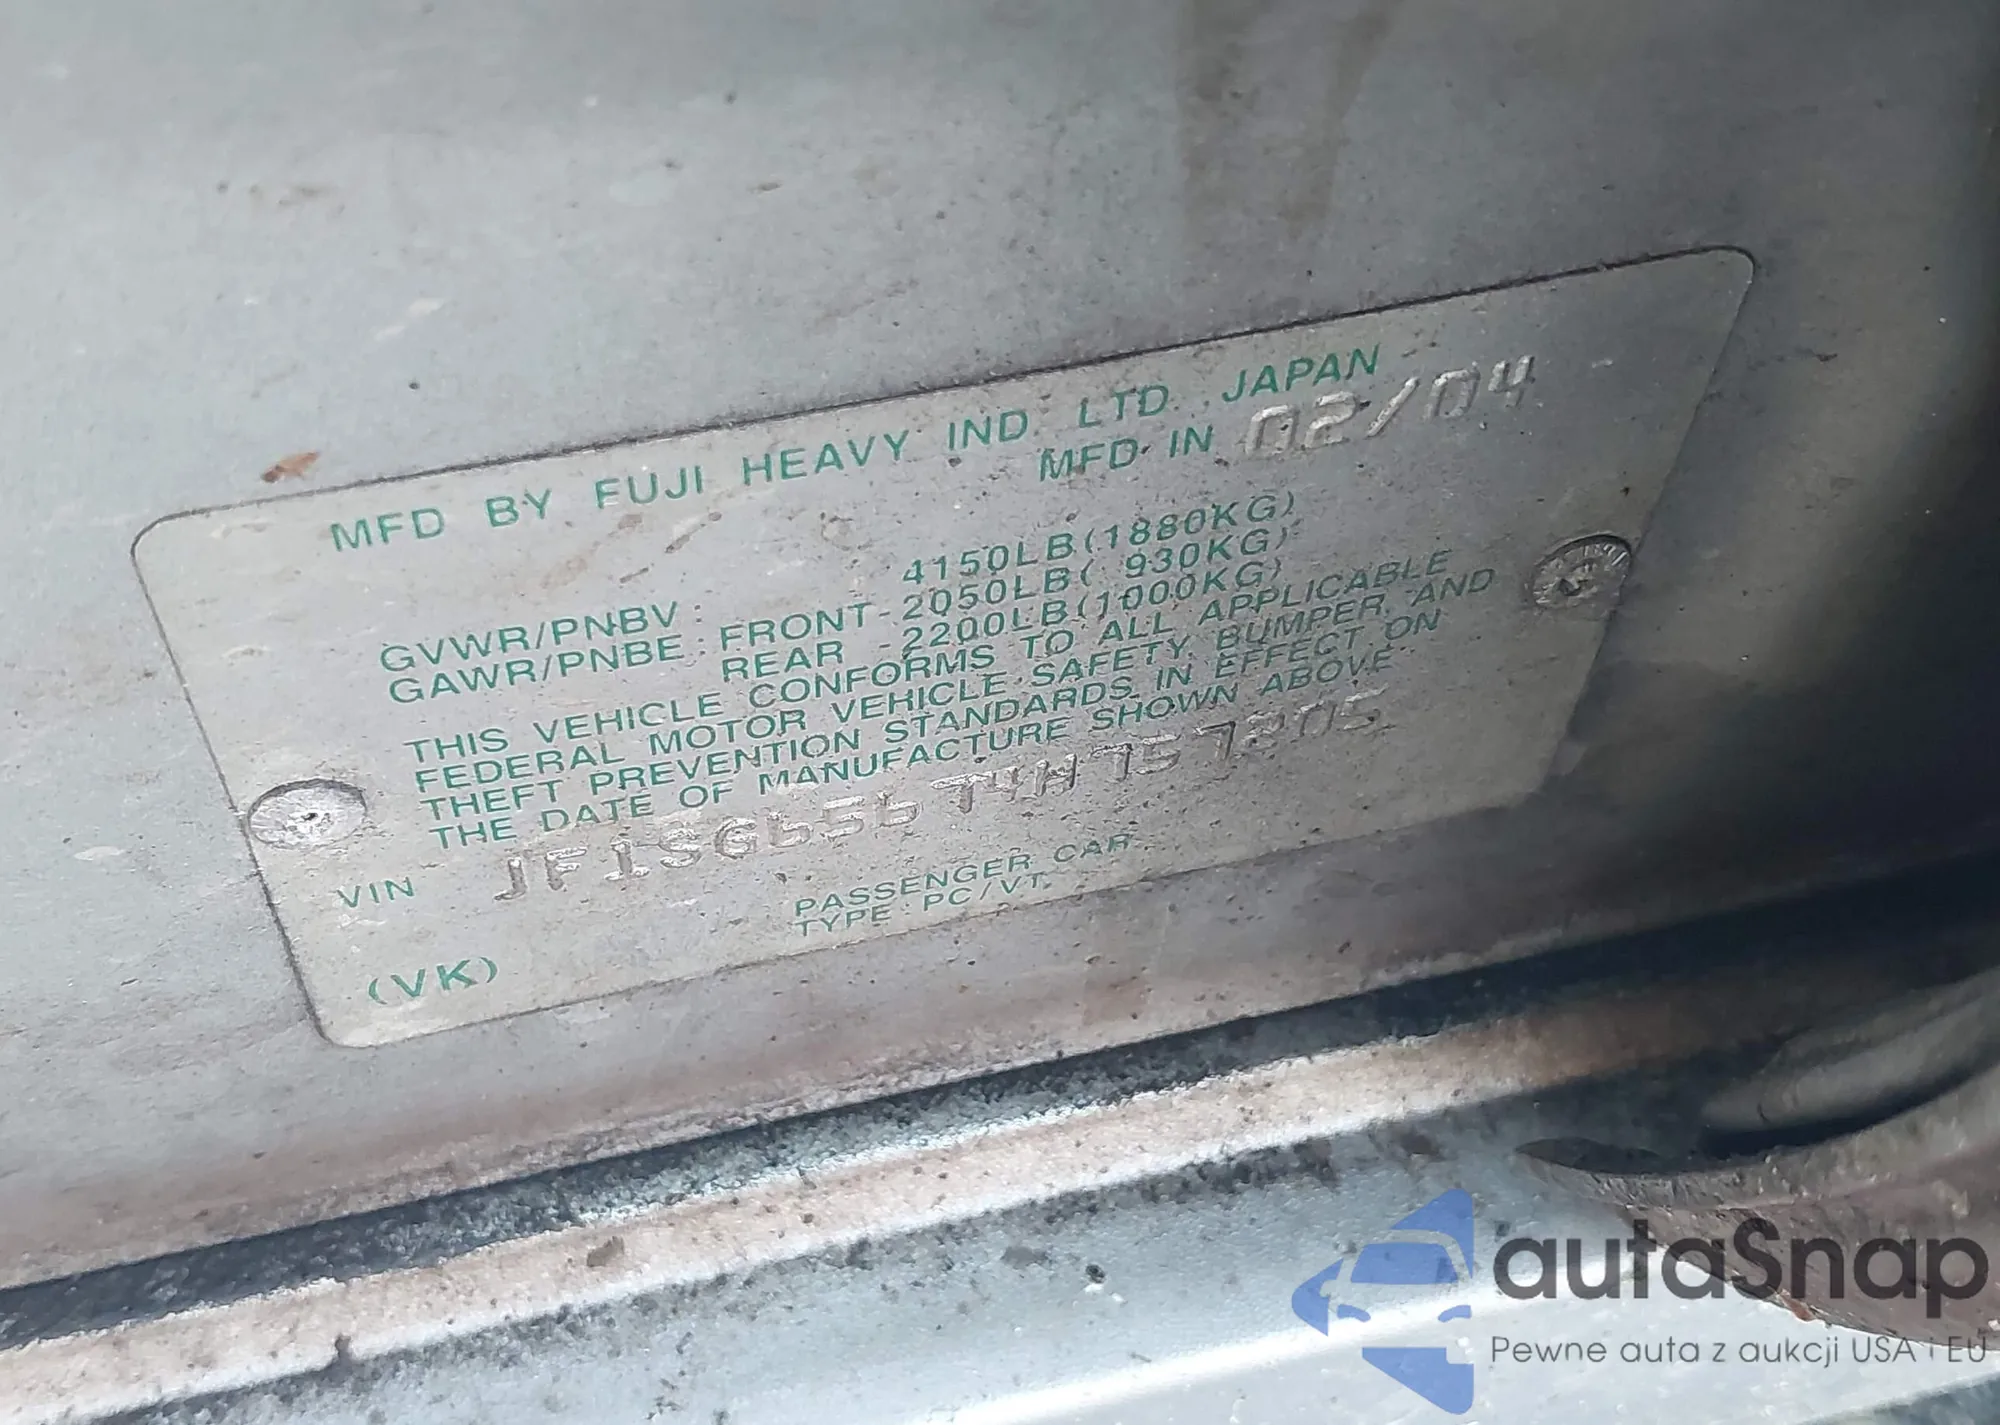 MFD BY FUJI HEAVY IND. LTD. JAPAN
MFD IN 02/04
GVWR/PNBV : 4150LB(1880KG)
GAWR/PNBE : FRONT-2050LB( 930KG)
REAR -2200LB(1000KG)
THIS VEHICLE CONFORMS TO ALL APPLICABLE
FEDERAL MOTOR VEHICLE SAFETY, BUMPER, AND
THEFT PREVENTION STANDARDS IN EFFECT ON
THE DATE OF MANUFACTURE SHOWN ABOVE
VIN JF1SG65674H757205
PASSENGER CAR
TYPE : PC/VT
(VK)
autaSnap
Pewne auta z aukcji USA i EU